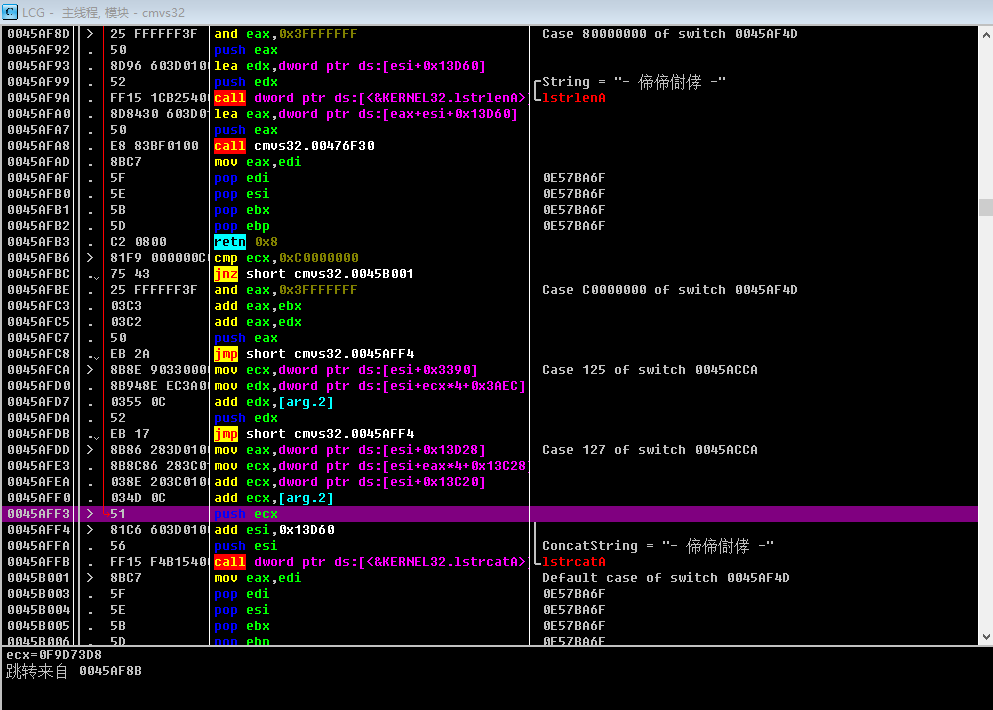 C LCG - 主线程, 模块 - cmvs32
0045AF8D > 25 FFFFFF3F and eax,0x3FFFFFFF Case 80000000 of switch 0045AF4D
0045AF92 . 50 push eax
0045AF93 . 8D96 603D010 lea edx,dword ptr ds:[esi+0x13D60]
0045AF99 . 52 push edx String = "- 偙偙傠偆 -"
0045AF9A . FF15 1CB2540 call dword ptr ds:[<&KERNEL32.lstrlenA> lstrlenA
0045AFA0 . 8D8430 603D0 lea eax,dword ptr ds:[eax+esi+0x13D60]
0045AFA7 . 50 push eax
0045AFA8 . E8 83BF0100 call cmvs32.00476F30
0045AFAD . 8BC7 mov eax,edi
0045AFAF . 5F pop edi 0E57BA6F
0045AFB0 . 5E pop esi 0E57BA6F
0045AFB1 . 5B pop ebx 0E57BA6F
0045AFB2 . 5D pop ebp 0E57BA6F
0045AFB3 . C2 0800 retn 0x8
0045AFB6 > 81F9 000000C cmp ecx,0xC0000000
0045AFBC . 75 43 jnz short cmvs32.0045B001
0045AFBE . 25 FFFFFF3F and eax,0x3FFFFFFF Case C0000000 of switch 0045AF4D
0045AFC3 . 03C3 add eax,ebx
0045AFC5 . 03C2 add eax,edx
0045AFC7 . 50 push eax
0045AFC8 . EB 2A jmp short cmvs32.0045AFF4
0045AFCA > 8B8E 9033000 mov ecx,dword ptr ds:[esi+0x3390] Case 125 of switch 0045ACCA
0045AFD0 . 8B948E EC3A0 mov edx,dword ptr ds:[esi+ecx*4+0x3AEC]
0045AFD7 . 0355 0C add edx,[arg.2]
0045AFDA . 52 push edx
0045AFDB . EB 17 jmp short cmvs32.0045AFF4
0045AFDD > 8B86 283D010 mov eax,dword ptr ds:[esi+0x13D28] Case 127 of switch 0045ACCA
0045AFE3 . 8B8C86 283C0 mov ecx,dword ptr ds:[esi+eax*4+0x13C28
0045AFEA . 038E 203C010 add ecx,dword ptr ds:[esi+0x13C20]
0045AFF0 . 034D 0C add ecx,[arg.2]
0045AFF3 > 51 push ecx
0045AFF4 > 81C6 603D010 add esi,0x13D60
0045AFFA . 56 push esi ConcatString = "- 偙偙傠偆 -"
0045AFFB . FF15 F4B1540 call dword ptr ds:[<&KERNEL32.lstrcatA> lstrcatA
0045B001 > 8BC7 mov eax,edi Default case of switch 0045AF4D
0045B003 . 5F pop edi 0E57BA6F
0045B004 . 5E pop esi 0E57BA6F
0045B005 . 5B pop ebx 0E57BA6F
0045B006 . 5D pop ebp 0E57BA6F
ecx=0F9D73D8
跳转来自 0045AF8B